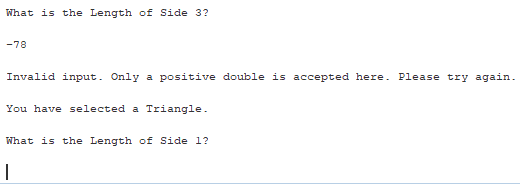 What is the Length of Side 3?
-78
Invalid input. Only a positive double is accepted here. Please try again.
You have selected a Triangle.
What is the Length of Side 1?